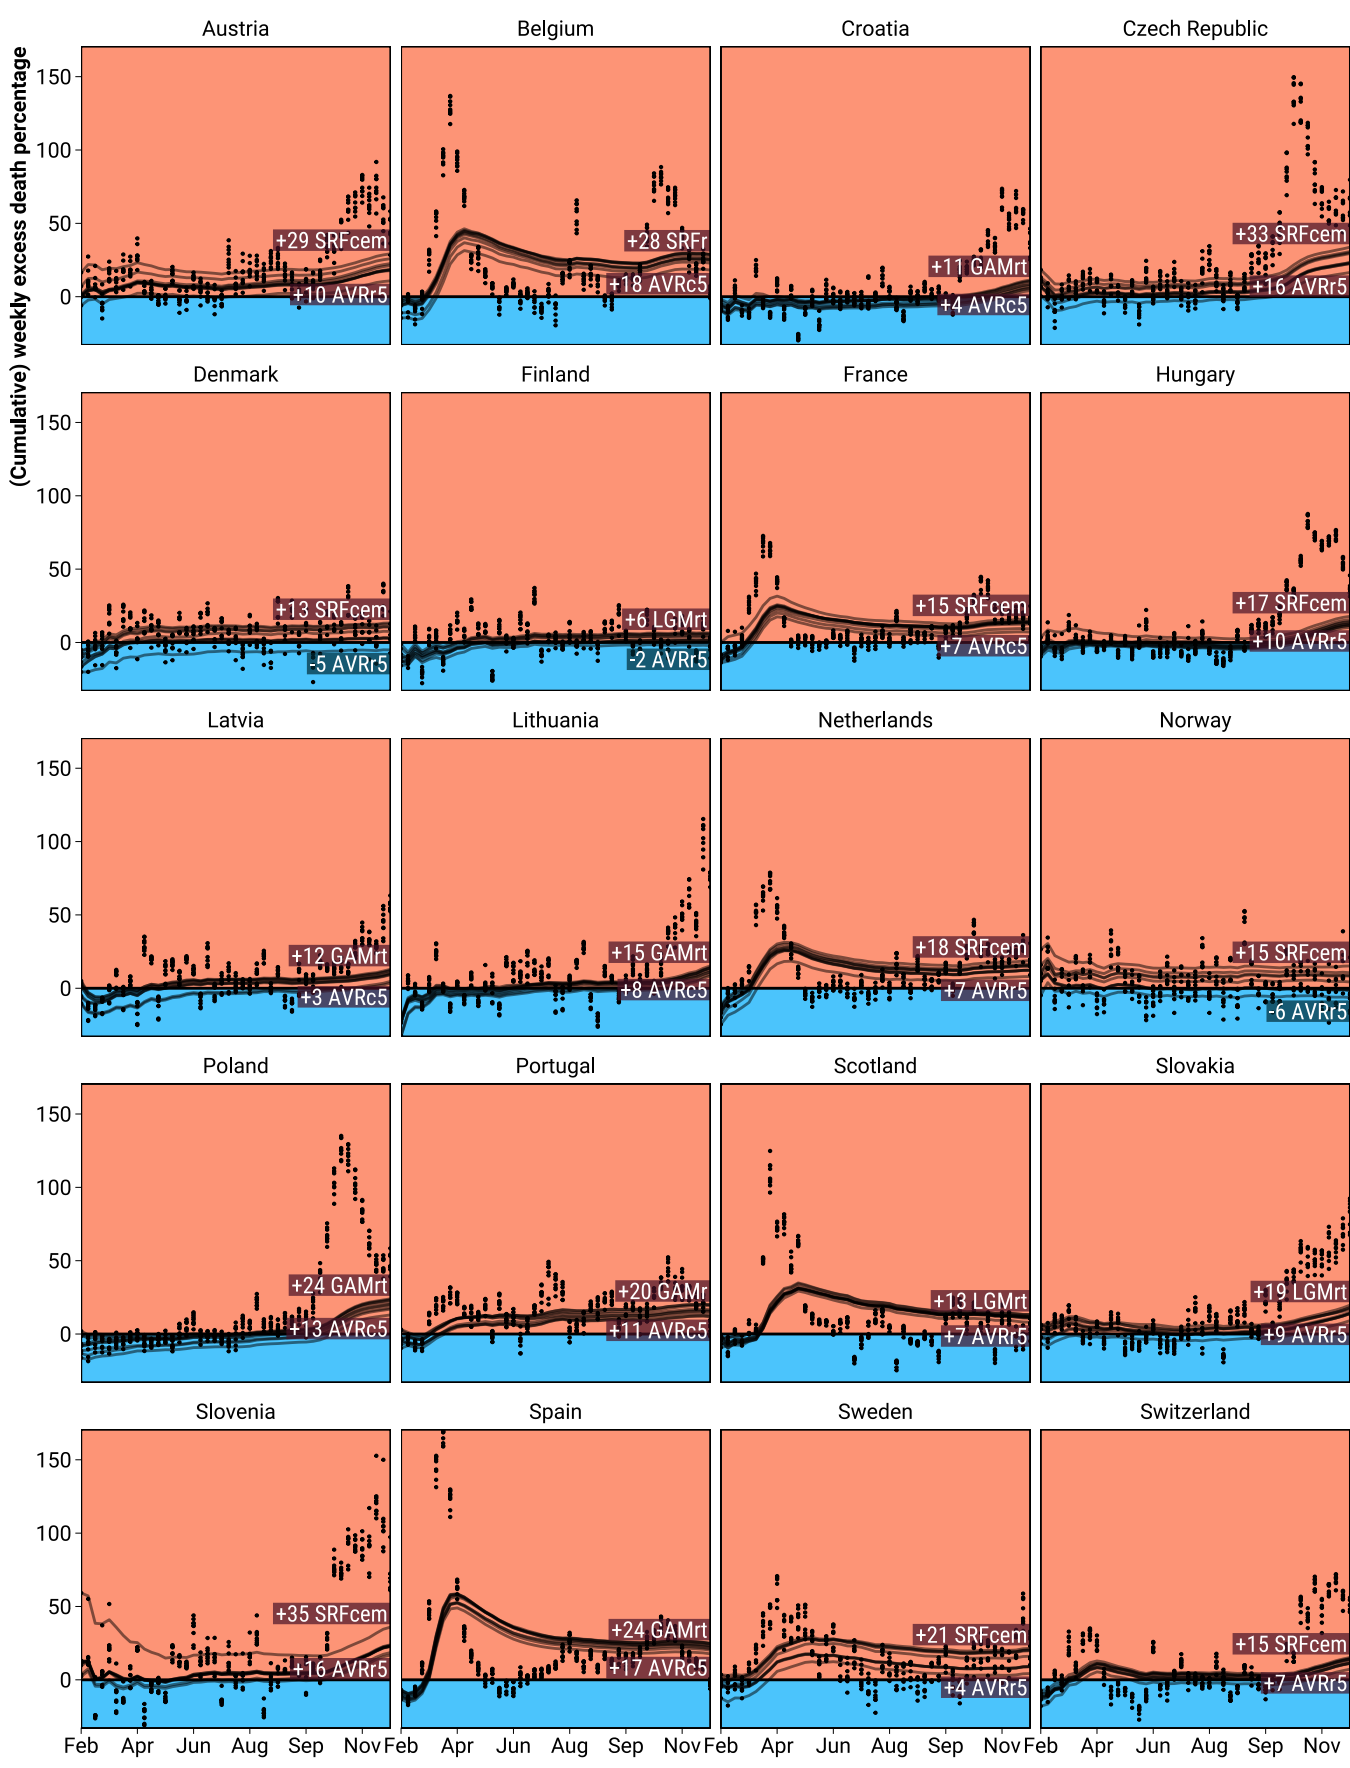 (Cumulative) weekly excess death percentage
Austria
Belgium
Croatia
Czech Republic
150
100
50
0
+29 SRFcem
+10 AVRr5
+28 SRFr
+18 AVRc5
+11 GAMrt
+4 AVRc5
+33 SRFcem
+16 AVRr5
Denmark
Finland
France
Hungary
150
100
50
0
+13 SRFcem
-5 AVRr5
+6 LGMrt
-2 AVRr5
+15 SRFcem
+7 AVRc5
+17 SRFcem
+10 AVRr5
Latvia
Lithuania
Netherlands
Norway
150
100
50
0
+12 GAMrt
+3 AVRc5
+15 GAMrt
+8 AVRc5
+18 SRFcem
+7 AVRr5
+15 SRFcem
-6 AVRr5
Poland
Portugal
Scotland
Slovakia
150
100
50
0
+24 GAMrt
+13 AVRc5
+20 GAMr
+11 AVRc5
+13 LGMrt
+7 AVRr5
+19 LGMrt
+9 AVRr5
Slovenia
Spain
Sweden
Switzerland
150
100
50
0
+35 SRFcem
+16 AVRr5
+24 GAMrt
+17 AVRc5
+21 SRFcem
+4 AVRr5
+15 SRFcem
+7 AVRr5
Feb Apr Jun Aug Sep Nov
Feb Apr Jun Aug Sep Nov
Feb Apr Jun Aug Sep Nov
Feb Apr Jun Aug Sep Nov